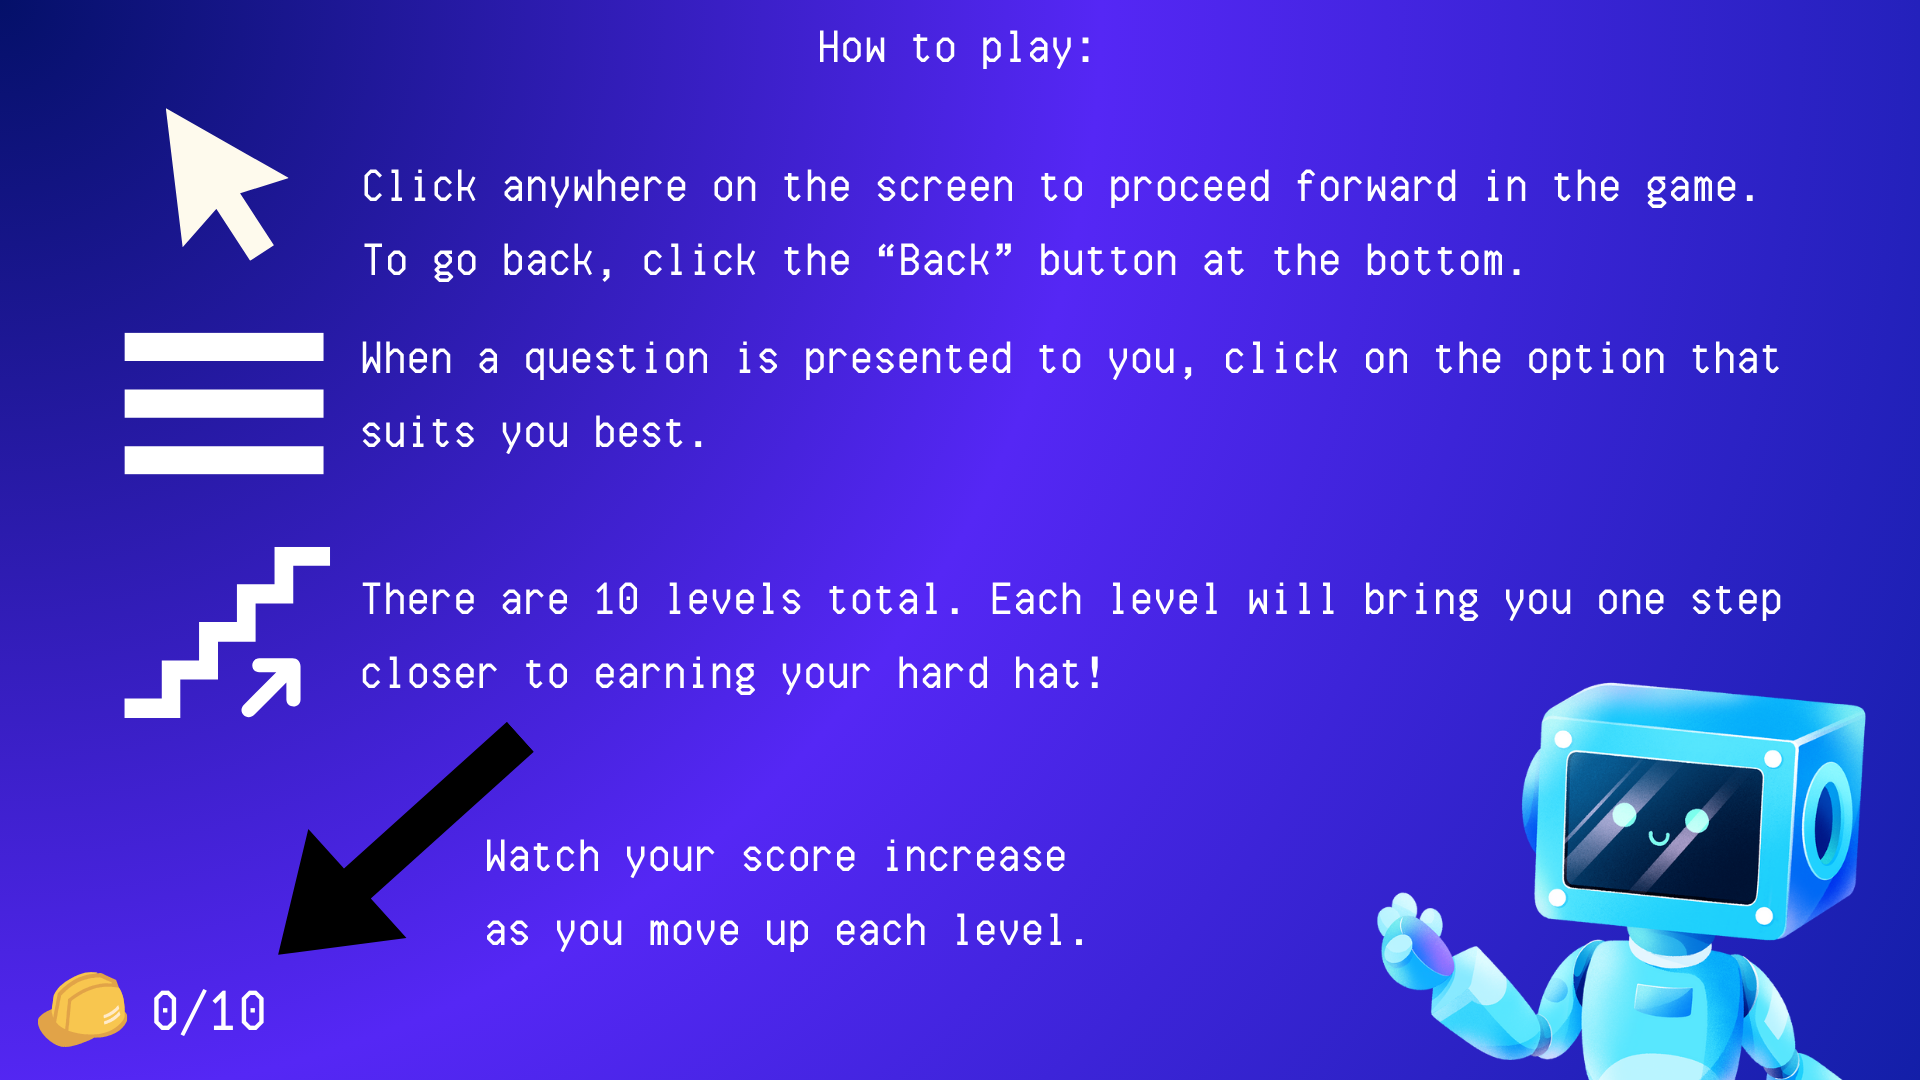 How to play:
Click anywhere on the screen to proceed forward in the game.
To go back, click the “Back” button at the bottom.
When a question is presented to you, click on the option that
suits you best.
There are 10 levels total. Each level will bring you one step
closer to earning your hard hat!
Watch your score increase
as you move up each level.
0/10